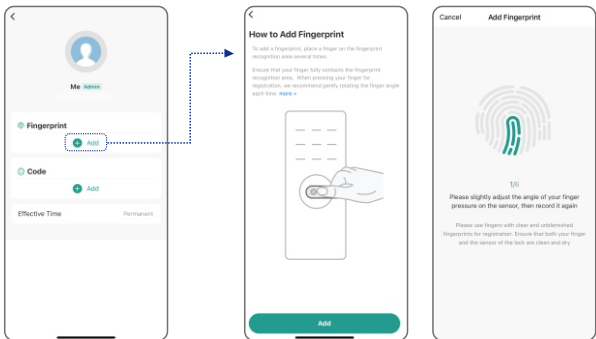 Me Admin
Fingerprint
Add
Code
Add
Effective Time Permanent
How to Add Fingerprint
To add a fingerprint, place a finger on the fingerprint
recognition area several times.
Ensure that your finger fully contacts the fingerprint
recognition area. When pressing your finger for
registration, we recommend gently rotating the finger angle
each time. more >
Add
Cancel Add Fingerprint
1/6
Please slightly adjust the angle of your finger
pressure on the sensor, then record it again
Please use fingers with clean and unblemished
fingerprints for registration. Ensure that both your finger
and the sensor of the lock are clean and dry